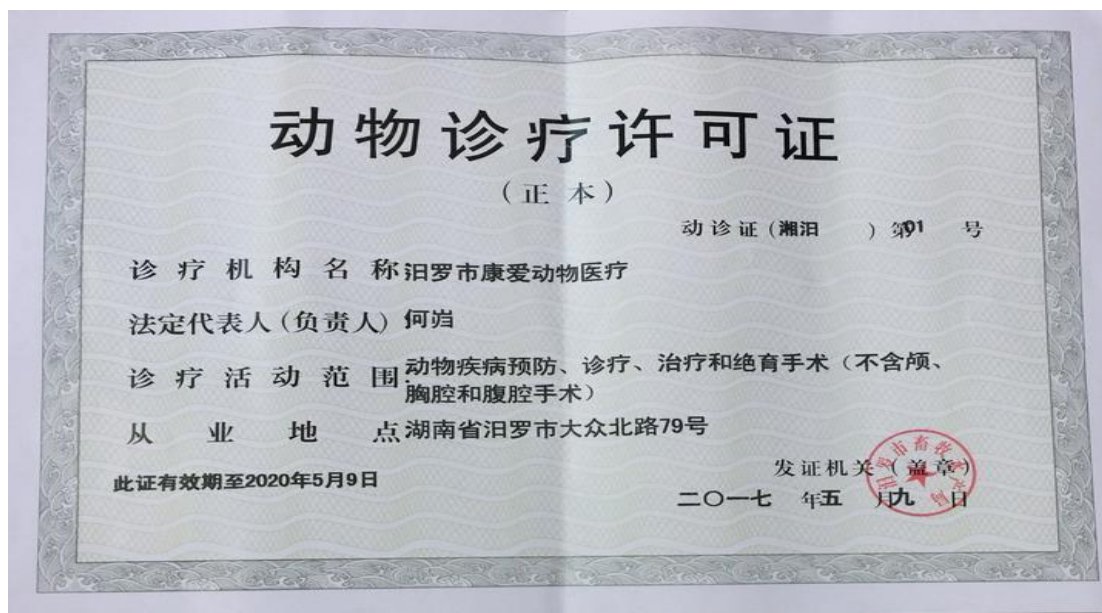 动物诊疗许可证
（正 本）
动诊证（湘汨 ）第01 号
诊疗机构名称 汨罗市康爱动物医疗
法定代表人（负责人） 何岿
诊疗活动范围：动物疾病预防、诊疗、治疗和绝育手术（不含颅、
胸腔和腹腔手术）
从业地点 湖南省汨罗市大众北路79号
发证机关（盖章）
此证有效期至2020年5月9日
二〇一七 年五 月九 日